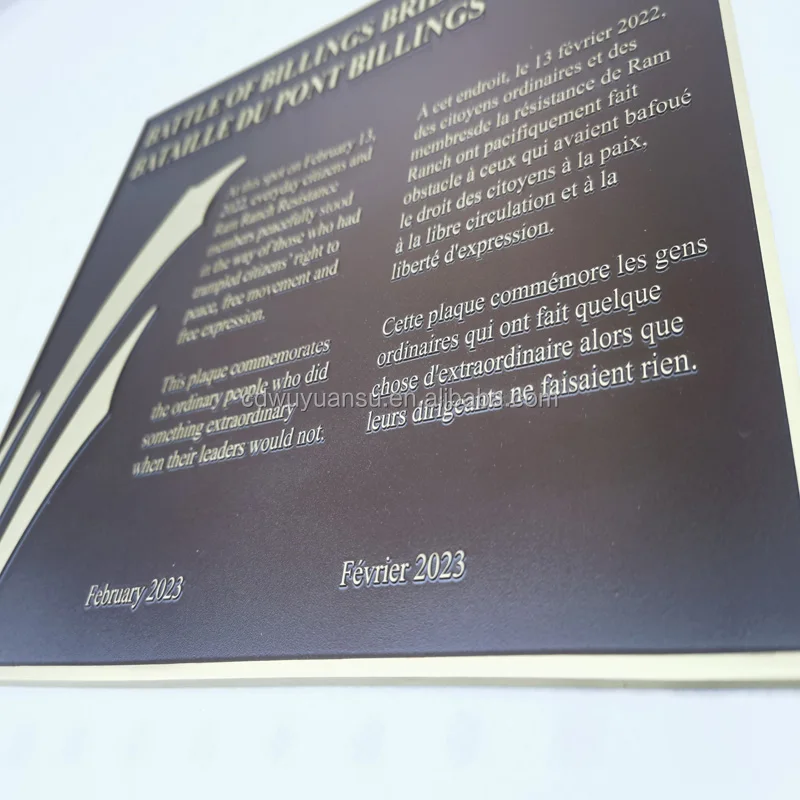 BATTLE OF BILLINGS BRI
BATAILLE DU PONT BILLINGS
At this spot on February 13,
2022, everyday citizens and
Ram Ranch Resistance
members peacefully stood
in the way of those who had
trampled citizens' right to
peace, free movement and
free expression.
This plaque commemorates
the ordinary people who did
something extraordinary
when their leaders would not.
February 2023
À cet endroit, le 13 février 2022,
des citoyens ordinaires et des
membresde la résistance de Ram
Ranch ont pacifiquement fait
obstacle à ceux qui avaient bafoué
le droit des citoyens à la paix,
à la libre circulation et à la
liberté d'expression.
Cette plaque commémore les gens
ordinaires qui ont fait quelque
chose d'extraordinaire alors que
leurs dirigeants ne faisaient rien.
Février 2023
cdwuyuansu.en.alibaba.com